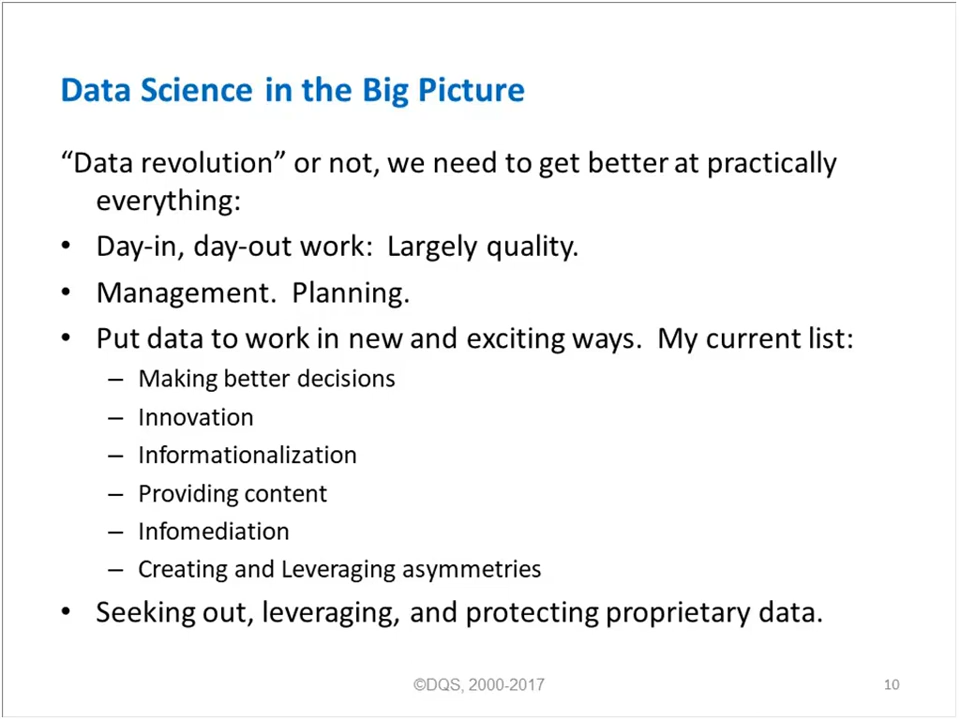 Data Science in the Big Picture
“Data revolution” or not, we need to get better at practically
everything:
• Day-in, day-out work:  Largely quality.
• Management.  Planning.
• Put data to work in new and exciting ways.  My current list:
– Making better decisions
– Innovation
– Informationalization
– Providing content
– Infomediation
– Creating and Leveraging asymmetries
• Seeking out, leveraging, and protecting proprietary data.
©DQS, 2000-2017
10